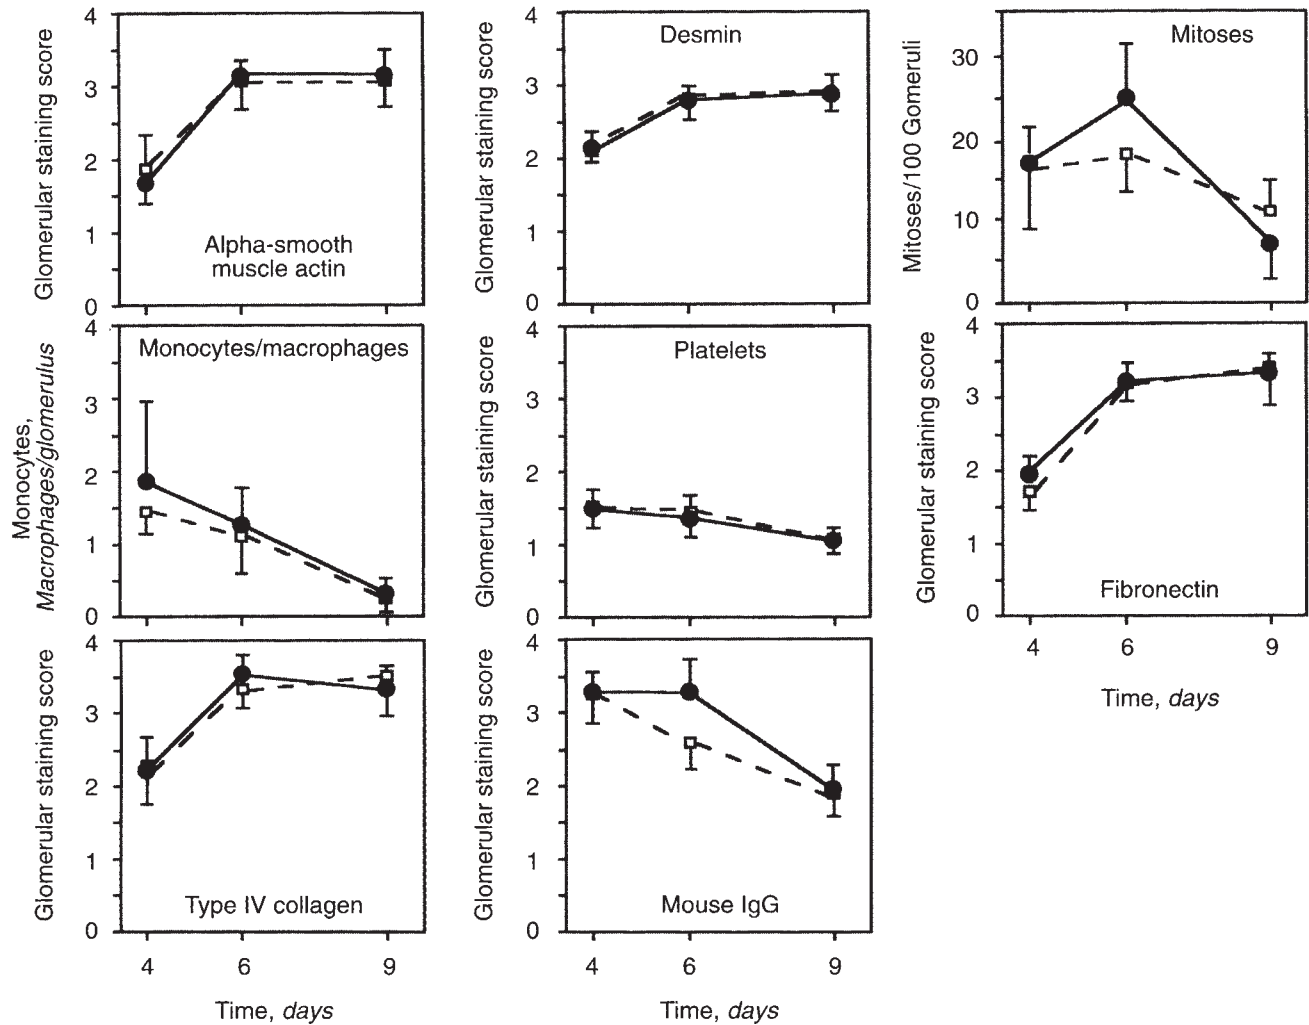 4
3
2
1
0
Glomerular staining score
Alpha-smooth
muscle actin
4
3
2
1
0
Glomerular staining score
Desmin
30
20
10
0
Mitoses/100 Gomeruli
Mitoses
4
3
2
1
0
Monocytes,
Macrophages/glomerulus
Monocytes/macrophages
4
3
2
1
0
Glomerular staining score
Platelets
4
3
2
1
0
Glomerular staining score
Fibronectin
4 6 9
Time, days
4
3
2
1
0
Glomerular staining score
Type IV collagen
4 6 9
Time, days
4
3
2
1
0
Glomerular staining score
Mouse IgG
4 6 9
Time, days